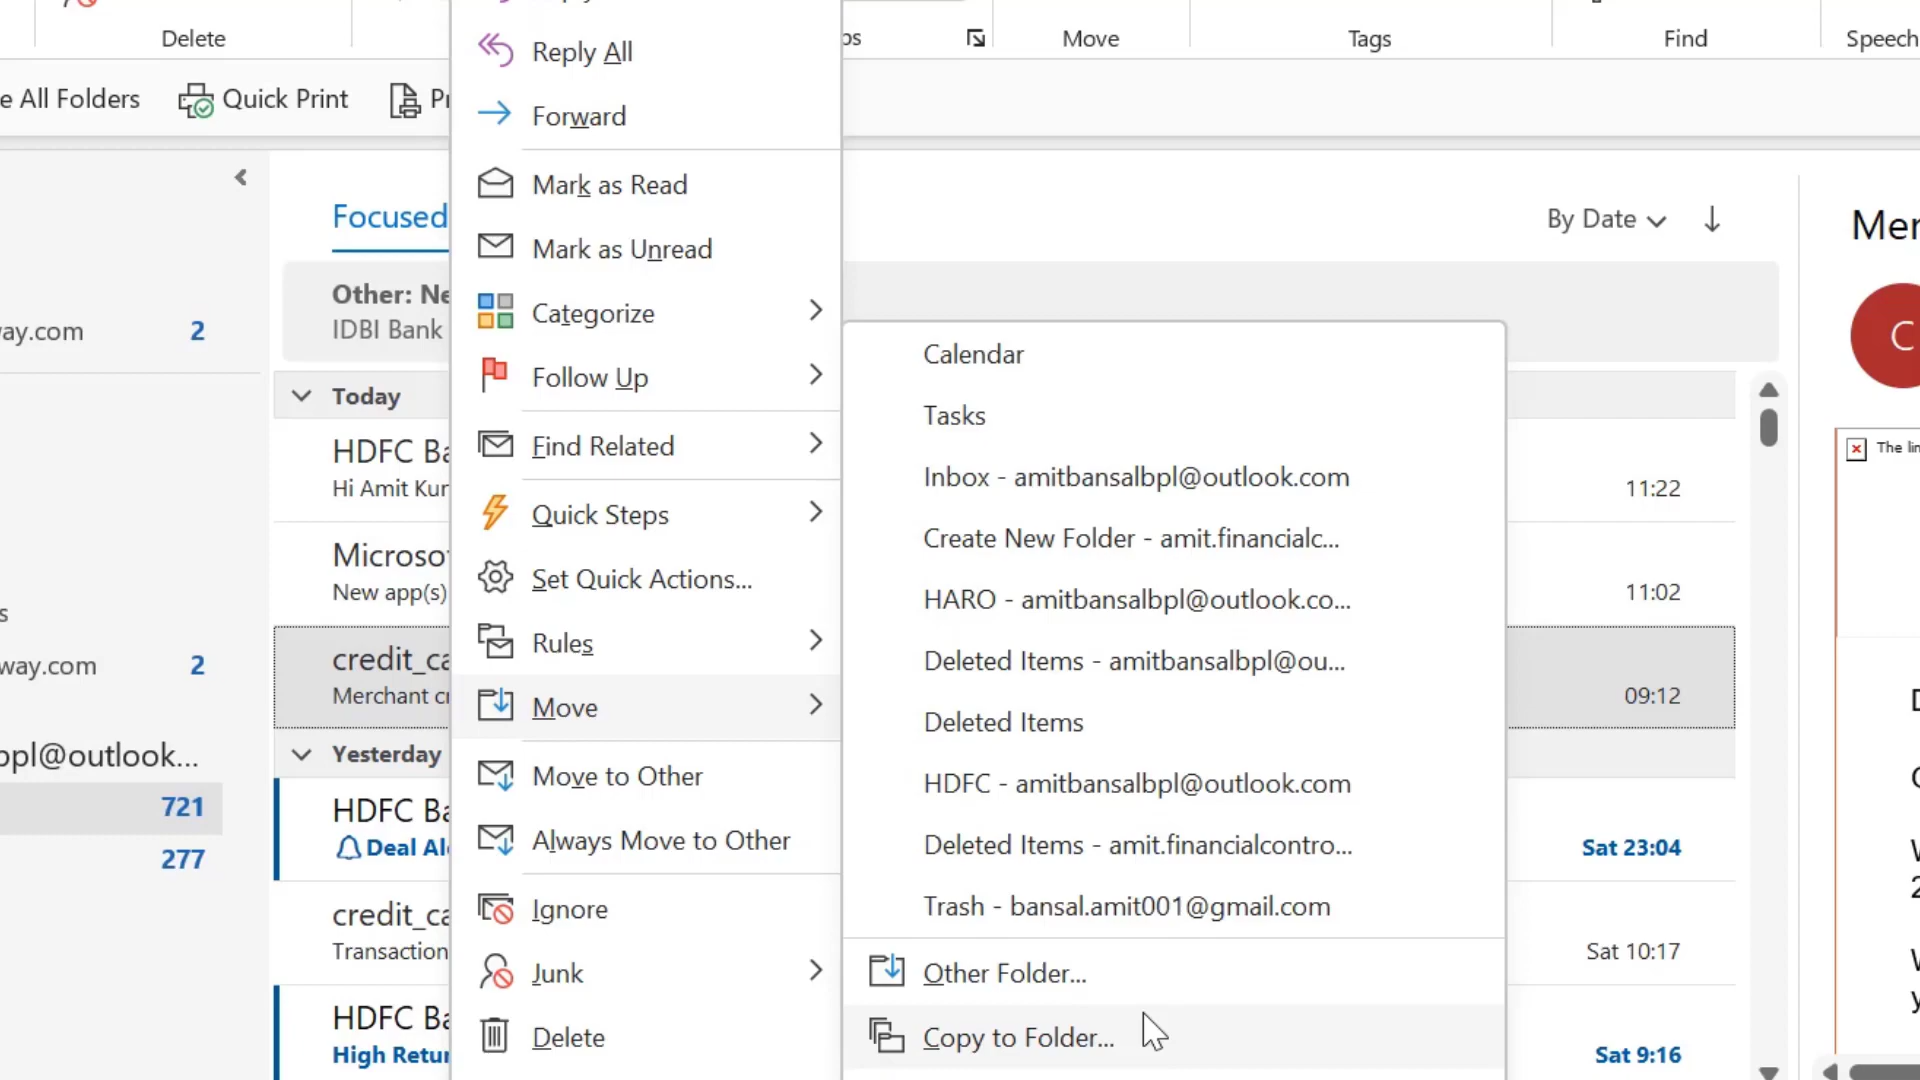 Delete
Move
Tags
Find
Speech
All Folders
Quick Print
Reply All
Forward
Mark as Read
Mark as Unread
Categorize
Follow Up
Find Related
Quick Steps
Set Quick Actions...
Rules
Move
Move to Other
Always Move to Other
Ignore
Junk
Delete
Calendar
Tasks
Inbox - amitbansalbpl@outlook.com
Create New Folder - amit.financialc...
HARO - amitbansalbpl@outlook.co...
Deleted Items - amitbansalbpl@ou...
Deleted Items
HDFC - amitbansalbpl@outlook.com
Deleted Items - amit.financialcontro...
Trash - bansal.amit001@gmail.com
Other Folder...
Copy to Folder...
ay.com 2
way.com 2
bpl@outlook...
721
277
Focused
By Date
Other: Ne
IDBI Bank
Today
HDFC Ba
Hi Amit Kur
11:22
Microso
New app(s)
11:02
credit_ca
Merchant cr
09:12
Yesterday
HDFC Ba
Deal Al
Sat 23:04
credit_ca
Transaction
Sat 10:17
HDFC Ba
High Retur
Sat 9:16
Mer
C
The lin